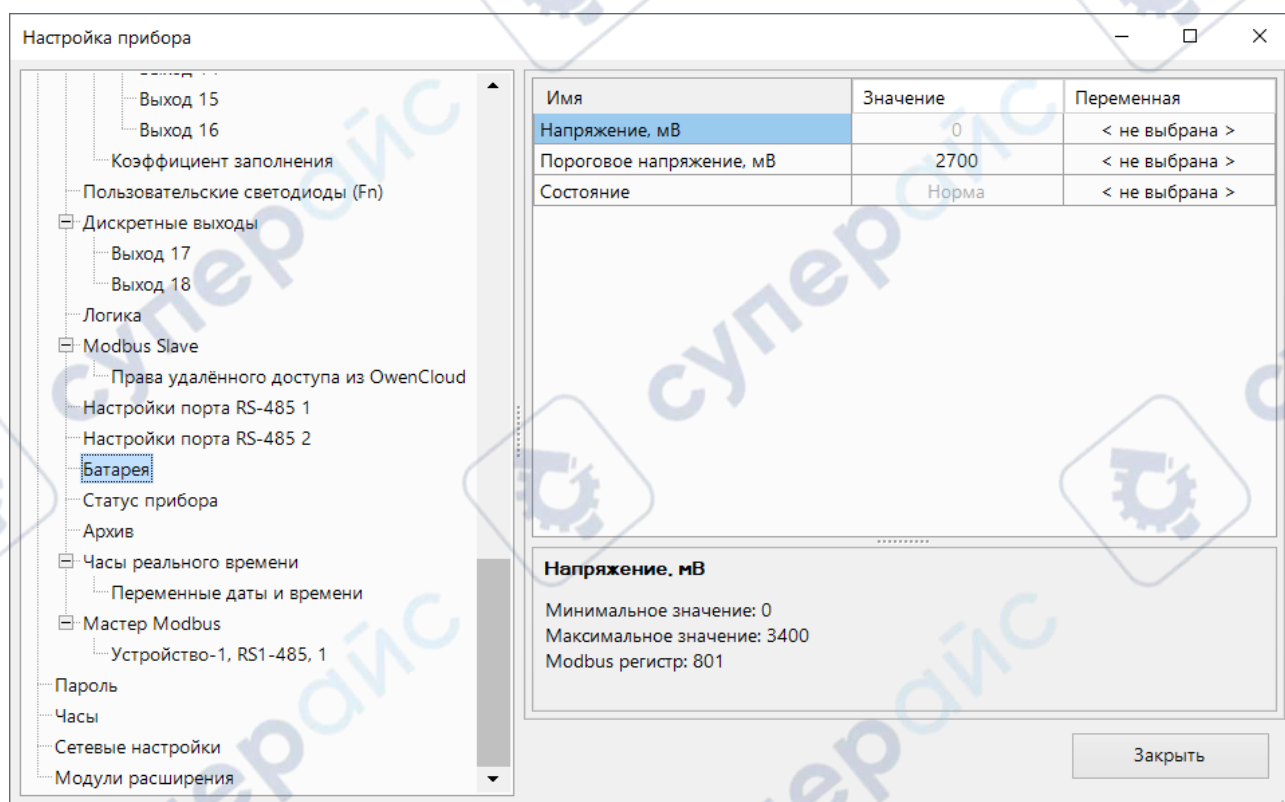 Настройка прибора
Выход 15
Выход 16
Коэффициент заполнения
Пользовательские светодиоды (Fn)
Дискретные выходы
Выход 17
Выход 18
Логика
Modbus Slave
Права удалённого доступа из OwenCloud
Настройки порта RS-485 1
Настройки порта RS-485 2
Батарея
Статус прибора
Архив
Часы реального времени
Переменные даты и времени
Мастер Modbus
Устройство-1, RS1-485, 1
Пароль
Часы
Сетевые настройки
Модули расширения
Имя Значение Переменная
Напряжение, мВ 0 < не выбрана >
Пороговое напряжение, мВ 2700 < не выбрана >
Состояние Норма < не выбрана >
Напряжение, мВ
Минимальное значение: 0
Максимальное значение: 3400
Modbus регистр: 801
Закрыть
суперайс
суперайс